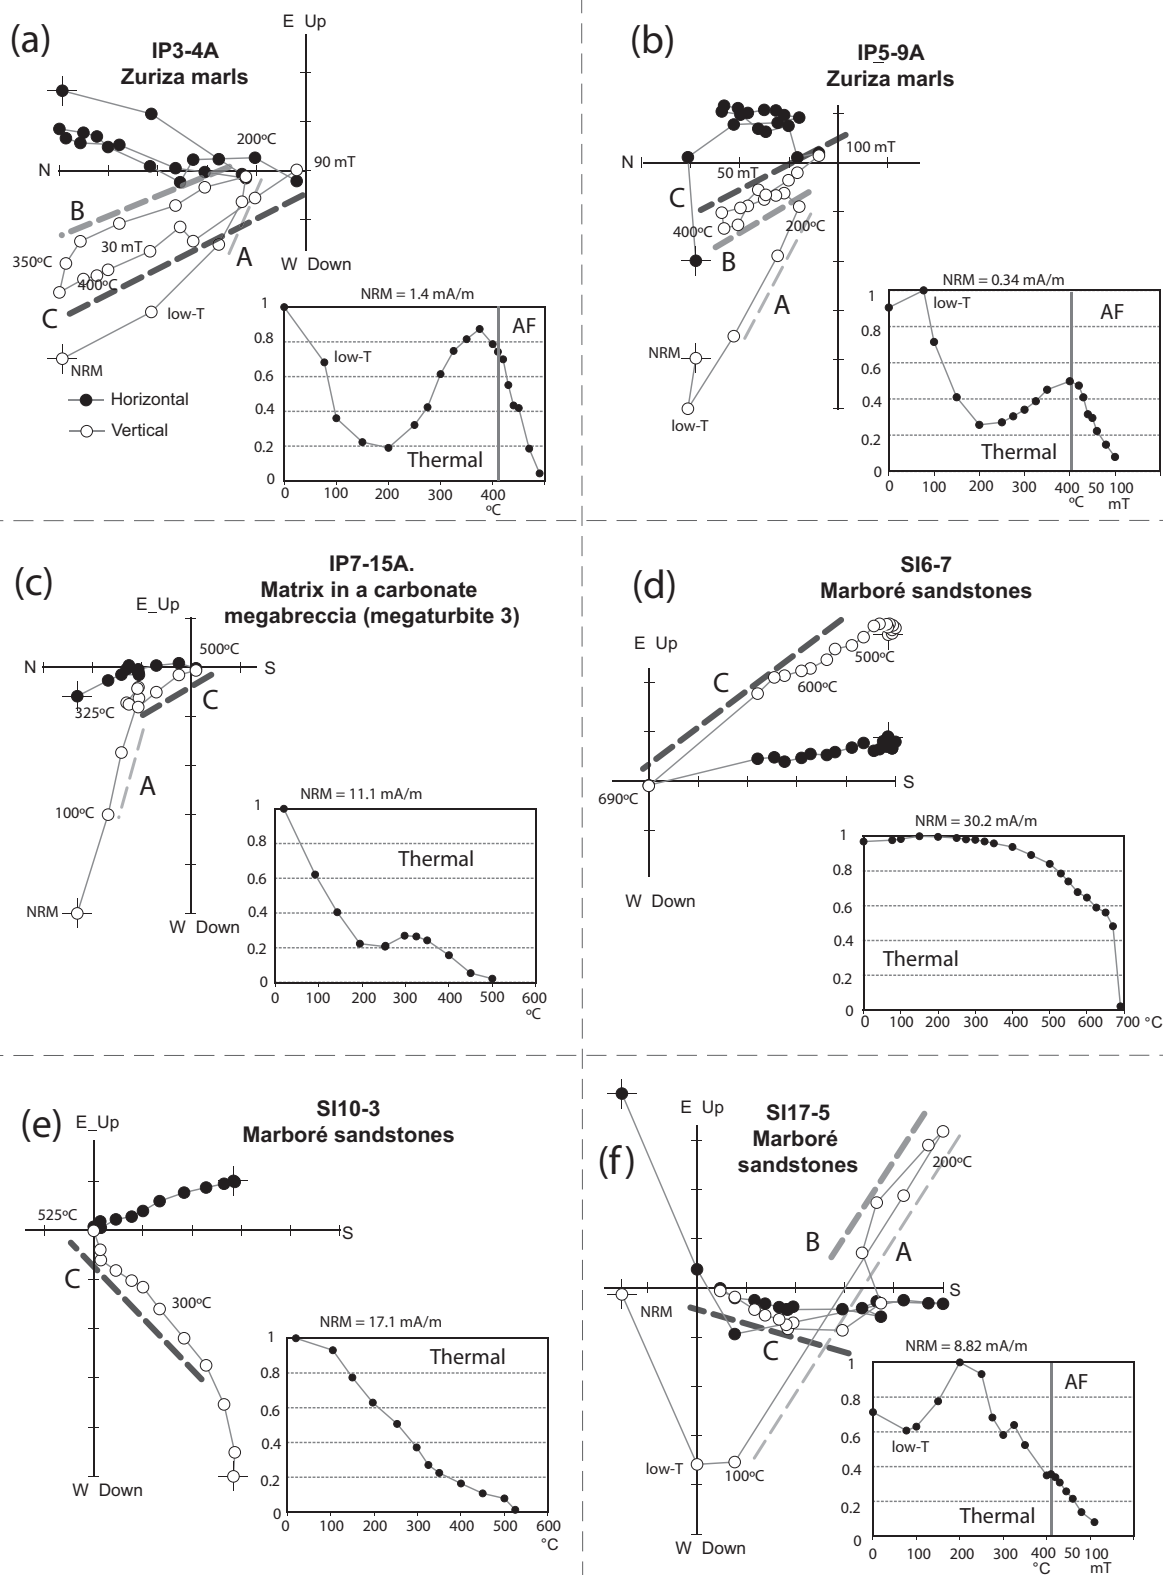 (a)
E Up
IP3-4A
Zuriza marls
200ºC
90 mT
N
B
30 mT
350ºC
400ºC
A
C
low-T
W Down
NRM
Horizontal
Vertical
NRM = 1.4 mA/m
1
AF
low-T
0.8
0.6
0.4
0.2
Thermal
0
0 100 200 300 400
ºC
(b)
IP5-9A
Zuriza marls
N
100 mT
50 mT
C
400ºC
200ºC
B
A
NRM
low-T
NRM = 0.34 mA/m
1
low-T
AF
0.8
0.6
0.4
0.2
Thermal
0
0 100 200 300 400 50 100
ºC mT
(c)
IP7-15A.
Matrix in a carbonate
megabreccia (megaturbite 3)
E_Up
500ºC
N
S
C
325ºC
A
100ºC
NRM
W Down
NRM = 11.1 mA/m
1
0.8
Thermal
0.6
0.4
0.2
0
0 100 200 300 400 500 600
ºC
(d)
SI6-7
Marboré sandstones
E Up
500ºC
C
600ºC
S
690ºC
W Down
NRM = 30.2 mA/m
1
0.8
0.6
0.4
Thermal
0.2
0
0 100 200 300 400 500 600 700 °C
(e)
E_Up
SI10-3
Marboré sandstones
525ºC
S
C
300ºC
W Down
NRM = 17.1 mA/m
1
Thermal
0.8
0.6
0.4
0.2
0
0 100 200 300 400 500 600
°C
(f)
E Up
SI17-5
Marboré
sandstones
200ºC
B
A
S
NRM
C
low-T
100ºC
W Down
NRM = 8.82 mA/m
1
AF
0.8
0.6
low-T
0.4
0.2
Thermal
0
0 100 200 300 400 50 100
°C mT